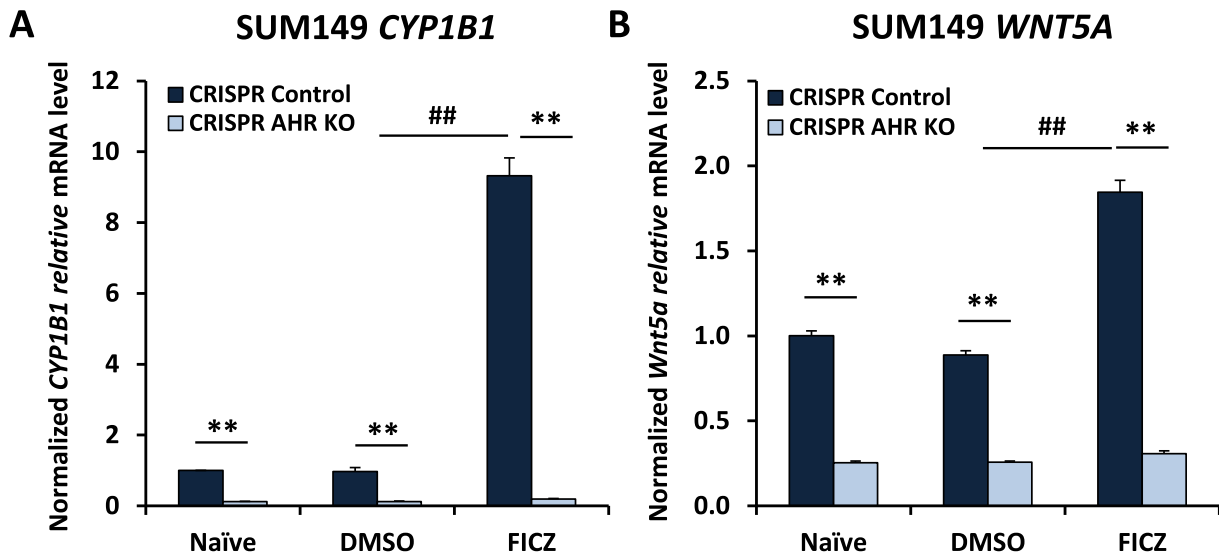 A
SUM149 CYP1B1
Normalized CYP1B1 relative mRNA level
12
10
8
6
4
2
0
CRISPR Control
CRISPR AHR KO
##
**
**
**
Naïve
DMSO
FICZ
B
SUM149 WNT5A
Normalized Wnt5a relative mRNA level
2.5
2.0
1.5
1.0
0.5
0.0
CRISPR Control
CRISPR AHR KO
##
**
**
**
Naïve
DMSO
FICZ